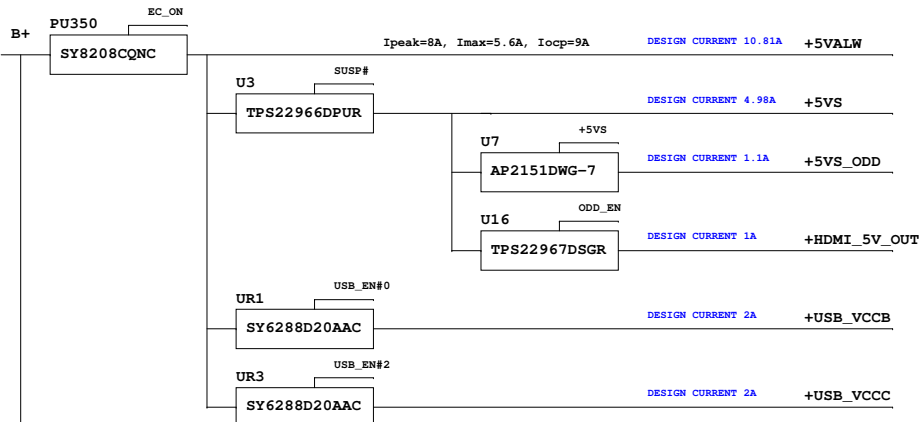 EC_ON
PU350
B+
SY8208CQNC
Ipeak=8A, Imax=5.6A, Iocp=9A
DESIGN CURRENT 10.81A
+5VALW
SUSP#
U3
TPS22966DPUR
DESIGN CURRENT 4.98A
+5VS
+5VS
U7
AP2151DWG-7
DESIGN CURRENT 1.1A
+5VS_ODD
ODD_EN
U16
TPS22967DSGR
DESIGN CURRENT 1A
+HDMI_5V_OUT
USB_EN#0
UR1
SY6288D20AAC
DESIGN CURRENT 2A
+USB_VCCB
USB_EN#2
UR3
SY6288D20AAC
DESIGN CURRENT 2A
+USB_VCCC